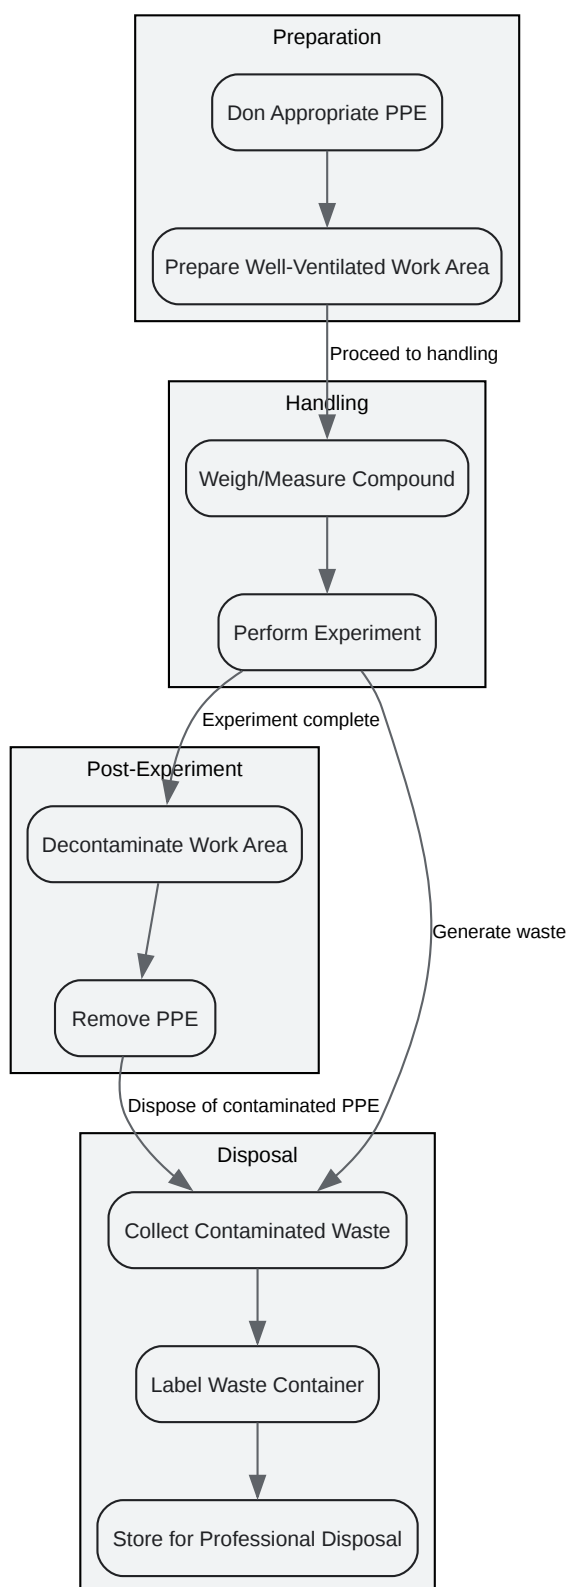 Preparation
Don Appropriate PPE
Prepare Well-Ventilated Work Area
Proceed to handling
Handling
Weigh/Measure Compound
Perform Experiment
Experiment complete
Post-Experiment
Decontaminate Work Area
Generate waste
Remove PPE
Dispose of contaminated PPE
Disposal
Collect Contaminated Waste
Label Waste Container
Store for Professional Disposal